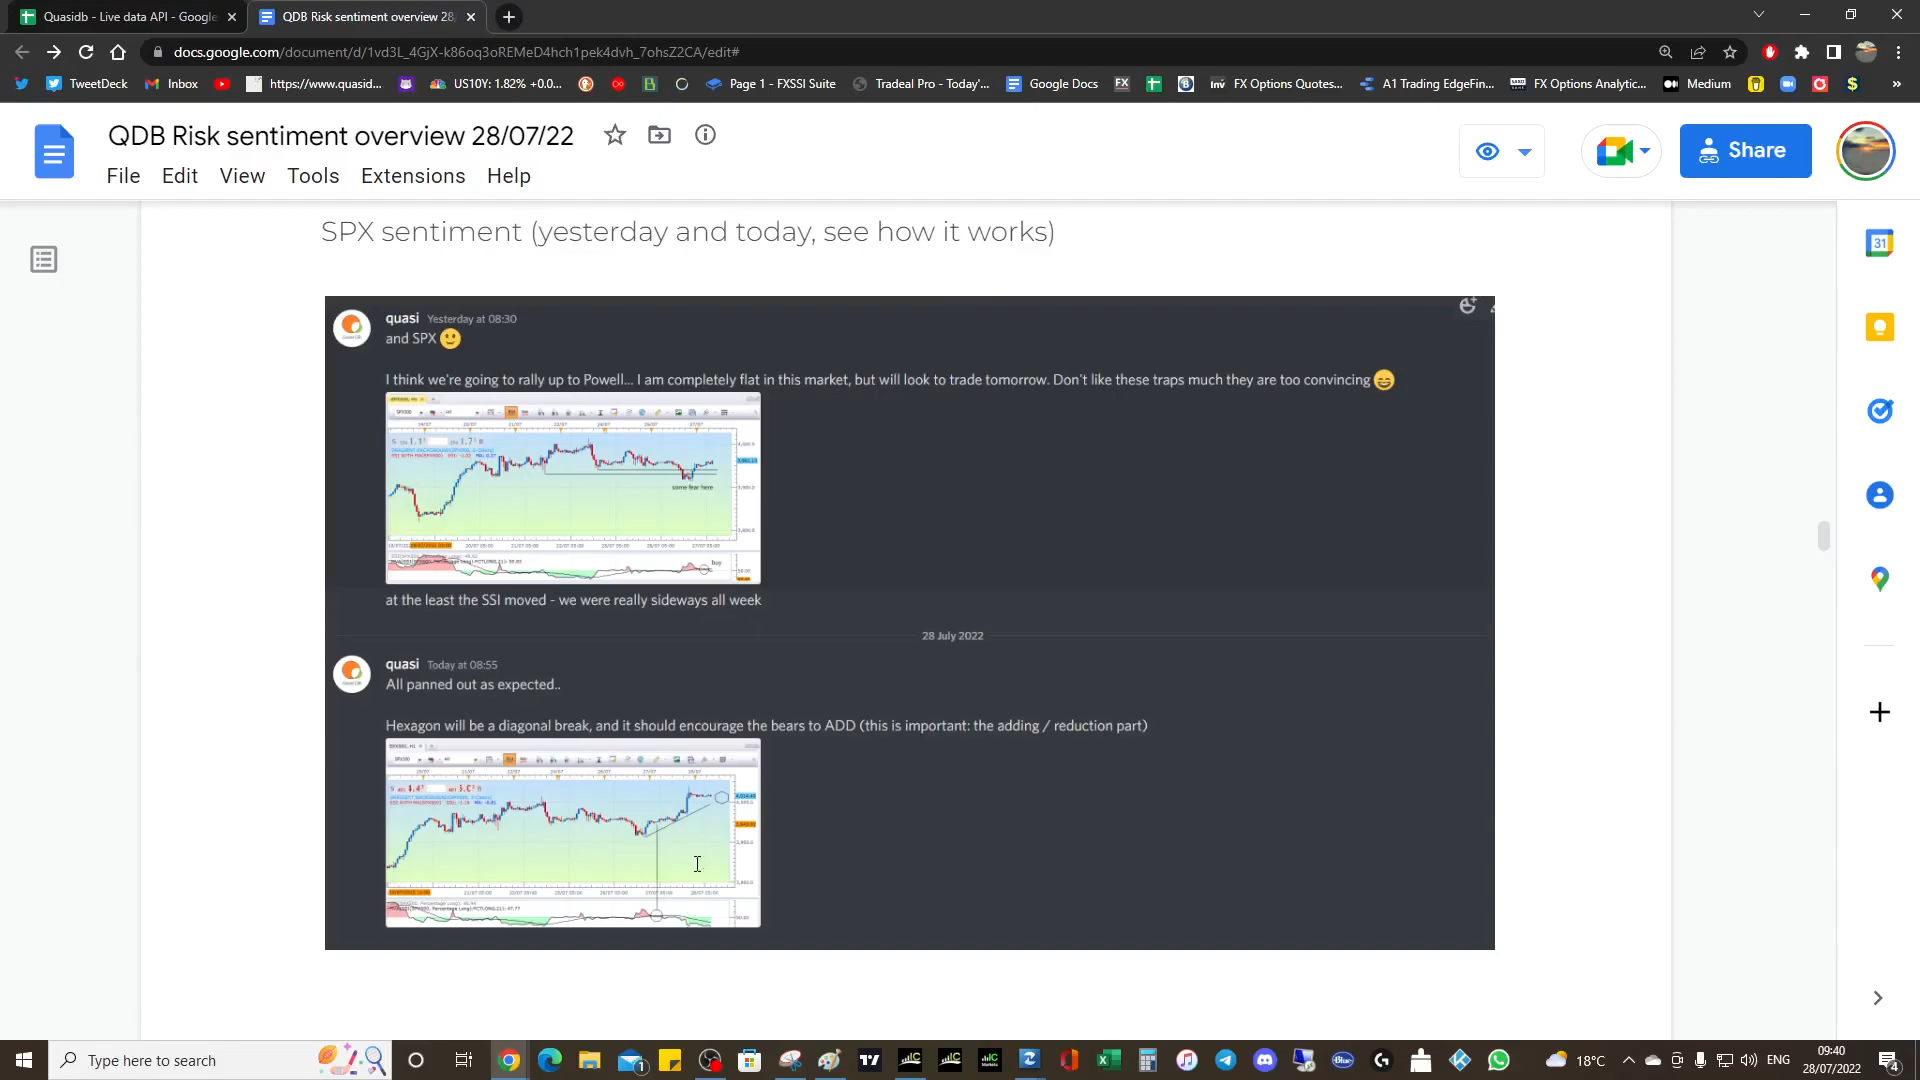 Quasidb - Live data API - Google
QDB Risk sentiment overview 28/
docs.google.com/document/d/1vd3L_4GjX-k86oq3oREMeD4hch1pek4dvh_7ohsZ2CA/edit#
TweetDeck
Inbox
https://www.quasid...
US10Y: 1.82% +0.0...
Page 1 - FXSSI Suite
Tradeal Pro - Today'...
Google Docs
FX
inv FX Options Quotes...
A1 Trading EdgeFin...
FX Options Analytic...
Medium
QDB Risk sentiment overview 28/07/22
File Edit View Tools Extensions Help
Share
SPX sentiment (yesterday and today, see how it works)
quasi Yesterday at 08:30
and SPX 🙂
I think we're going to rally up to Powell... I am completely flat in this market, but will look to trade tomorrow. Don't like these traps much they are too convincing 😄
some fear here
buy
at the least the SSI moved - we were really sideways all week
28 July 2022
quasi Today at 08:55
All panned out as expected..
Hexagon will be a diagonal break, and it should encourage the bears to ADD (this is important: the adding / reduction part)
31
Type here to search
18°C
ENG
09:40
28/07/2022